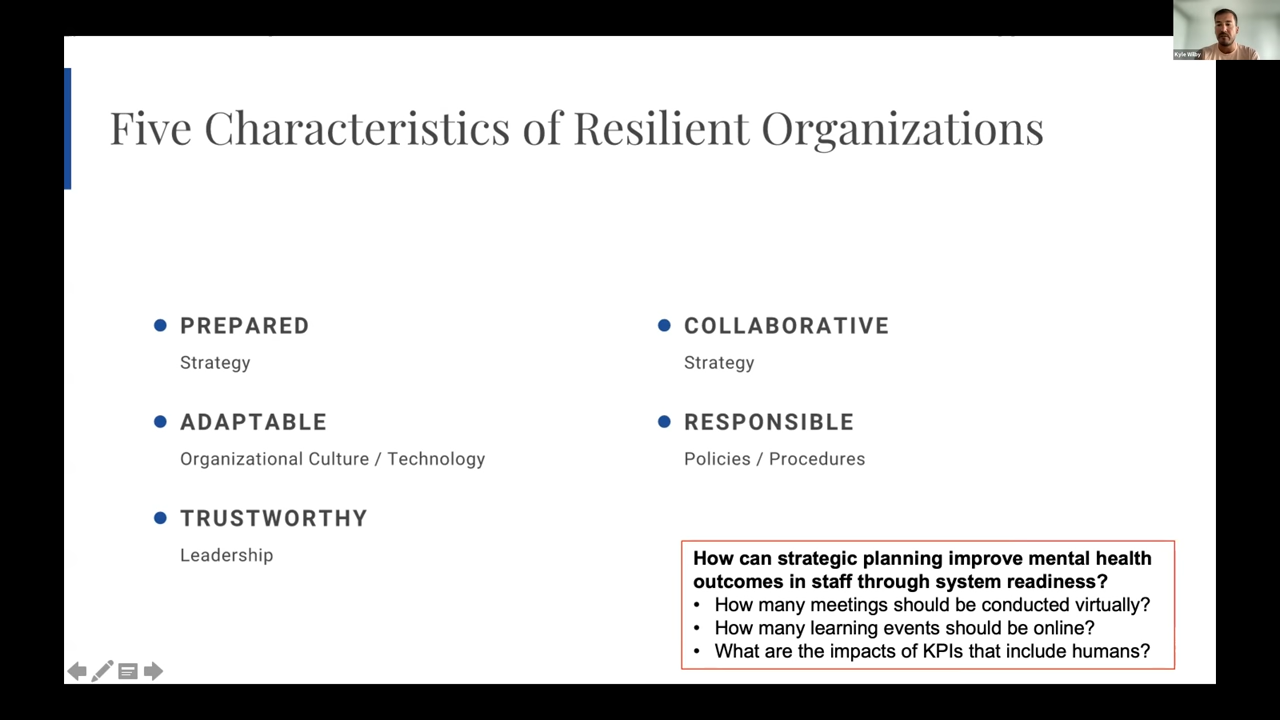 Kyle Wilby
Five Characteristics of Resilient Organizations
PREPARED
Strategy
ADAPTABLE
Organizational Culture / Technology
TRUSTWORTHY
Leadership
COLLABORATIVE
Strategy
RESPONSIBLE
Policies / Procedures
How can strategic planning improve mental health
outcomes in staff through system readiness?
• How many meetings should be conducted virtually?
• How many learning events should be online?
• What are the impacts of KPIs that include humans?